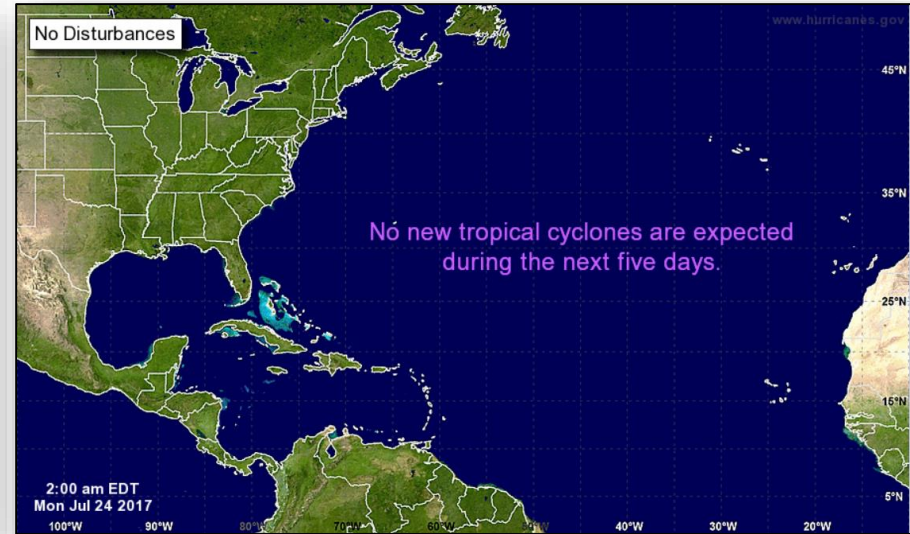 No Disturbances
www.hurricanes.gov
45°N
35°N
No new tropical cyclones are expected
during the next five days.
25°N
15°N
5°N
2:00 am EDT
Mon Jul 24 2017
100°W 90°W 80°W 70°W 60°W 50°W 40°W 30°W 20°W